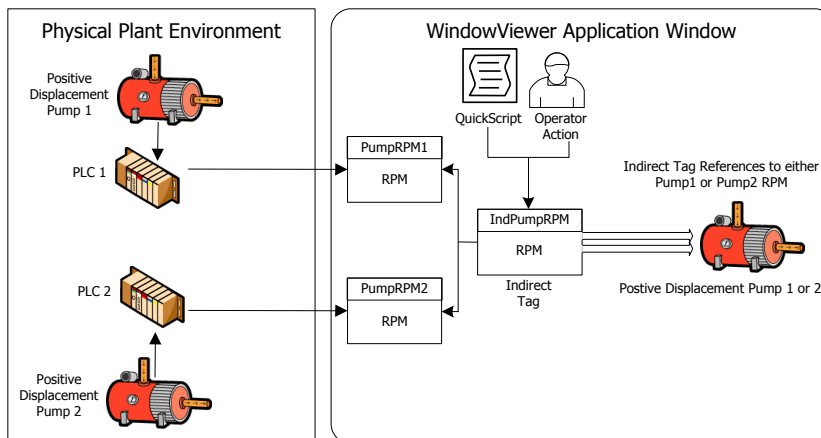 Physical Plant Environment
Positive
Displacement
Pump 1
PLC 1
PLC 2
Positive
Displacement
Pump 2
WindowViewer Application Window
QuickScript
Operator
Action
PumpRPM1
RPM
IndPumpRPM
RPM
Indirect
Tag
PumpRPM2
RPM
Indirect Tag References to either
Pump1 or Pump2 RPM
Postive Displacement Pump 1 or 2